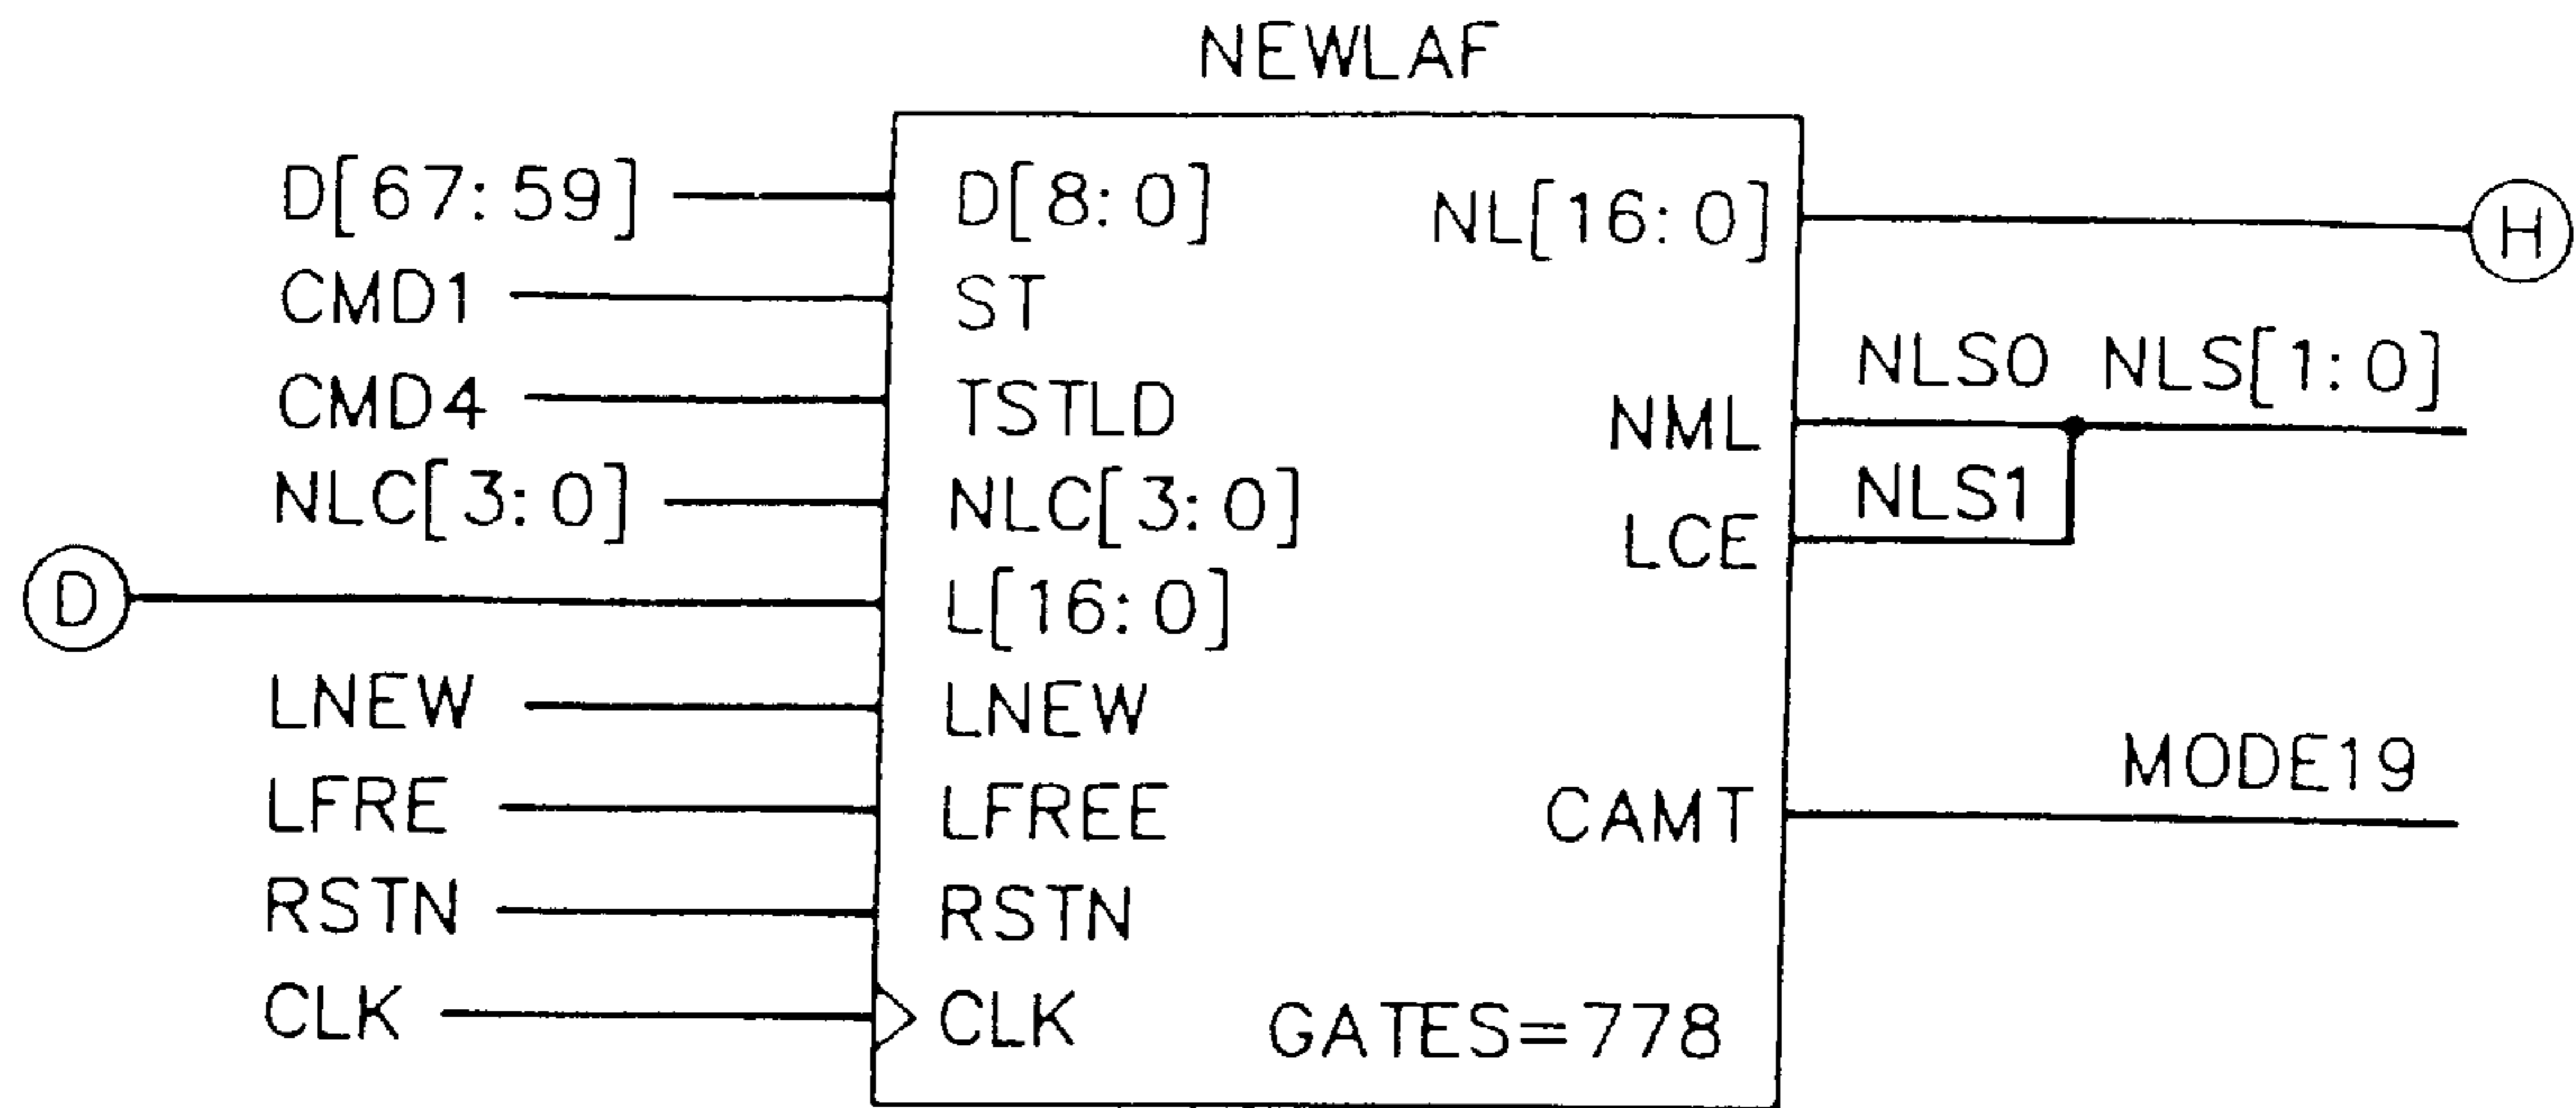 NEWLAF
D[67:59] D[8:0] NL[16:0] H
CMD1 ST
NLS0 NLS[1:0]
CMD4 TSTLD NML
NLC[3:0] NLC[3:0] NLS1
LCE
D L[16:0]
LNEW LNEW
MODE19
LFRE LFREE CAMT
RSTN RSTN
CLK CLK GATES=778